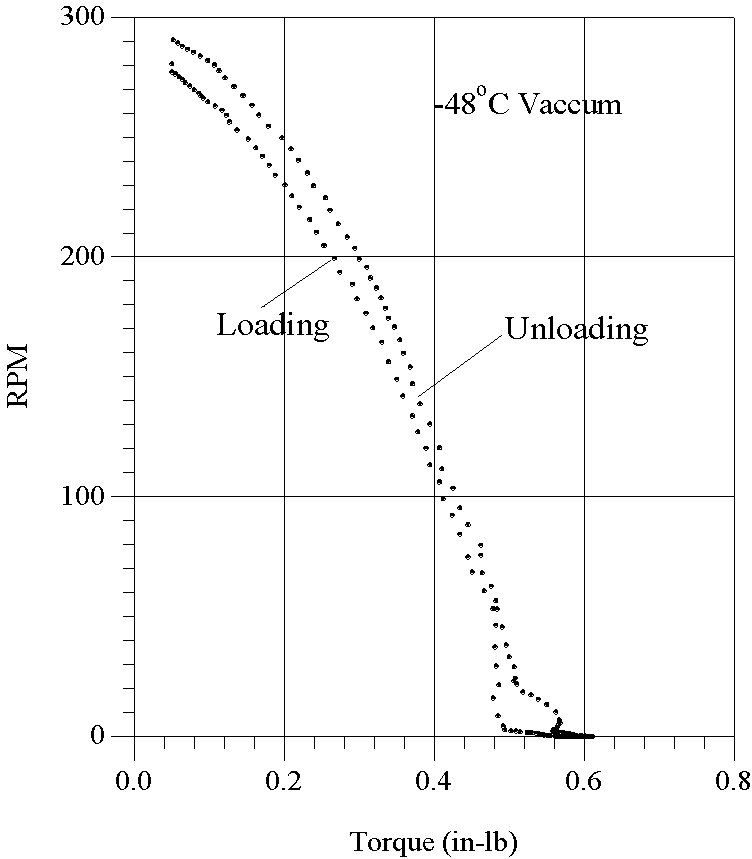 300
-48°C Vaccum
200
Loading
Unloading
RPM
100
0
0.0 0.2 0.4 0.6 0.8
Torque (in-lb)